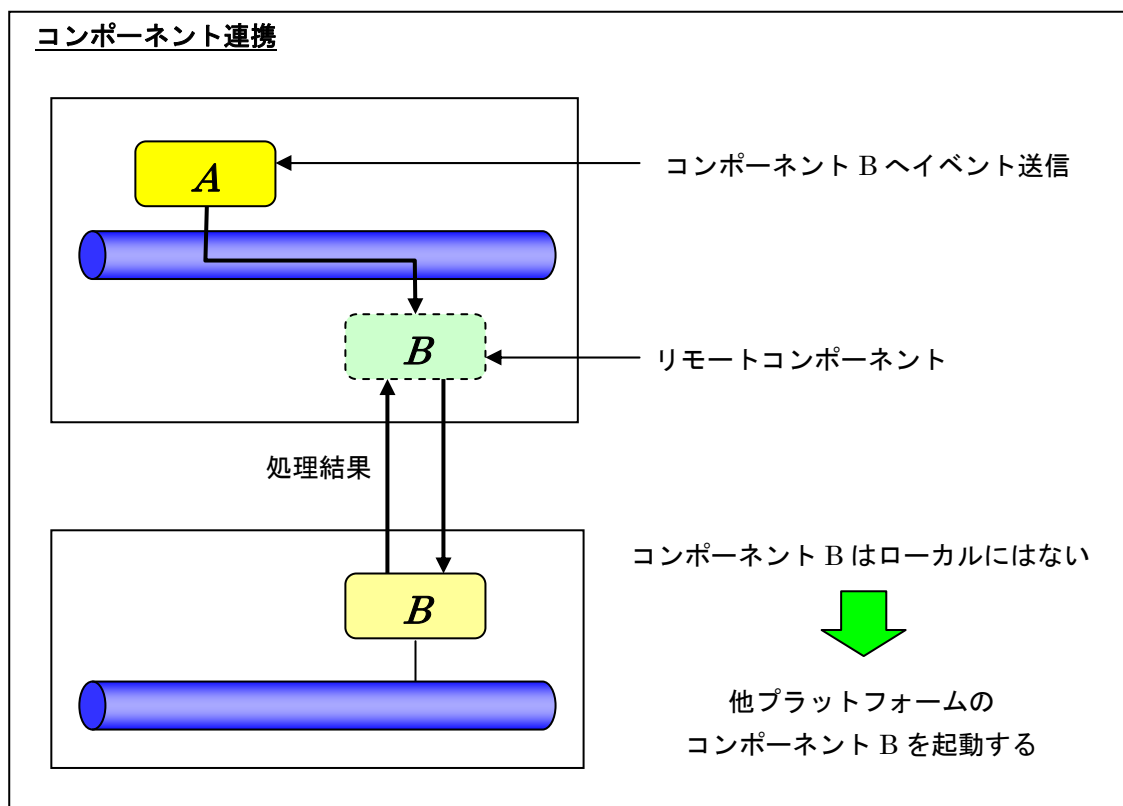 コンポーネント連携
A
コンポーネント B へイベント送信
B
リモートコンポーネント
処理結果
B
コンポーネント B はローカルにはない
他プラットフォームの
コンポーネント B を起動する